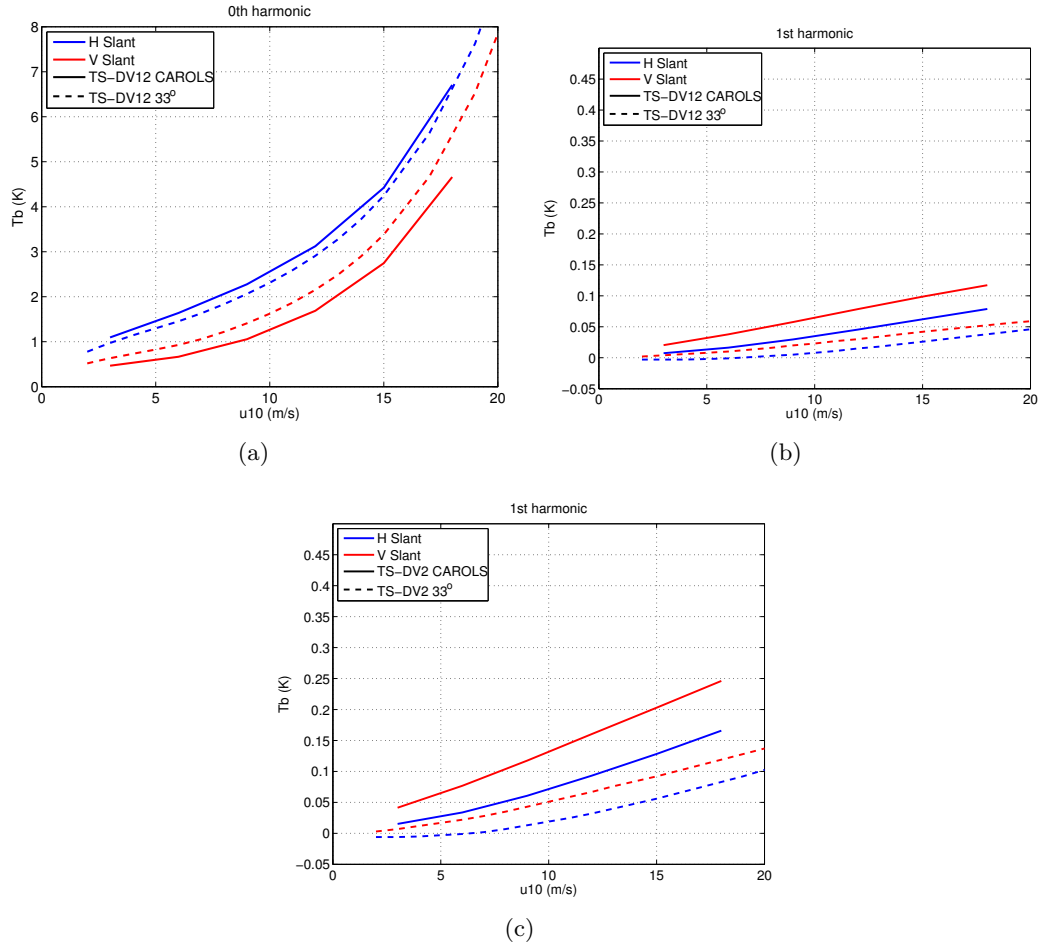 0th harmonic
8
7
6
5
4
3
2
1
0
Tb (K)
H Slant
V Slant
TS−DV12 CAROLS
TS−DV12 33o
0 5 10 15 20
u10 (m/s)
(a)
1st harmonic
0.45
0.4
0.35
0.3
0.25
0.2
0.15
0.1
0.05
0
−0.05
Tb (K)
H Slant
V Slant
TS−DV12 CAROLS
TS−DV12 33o
0 5 10 15 20
u10 (m/s)
(b)
1st harmonic
0.45
0.4
0.35
0.3
0.25
0.2
0.15
0.1
0.05
0
−0.05
Tb (K)
H Slant
V Slant
TS−DV2 CAROLS
TS−DV2 33o
0 5 10 15 20
u10 (m/s)
(c)